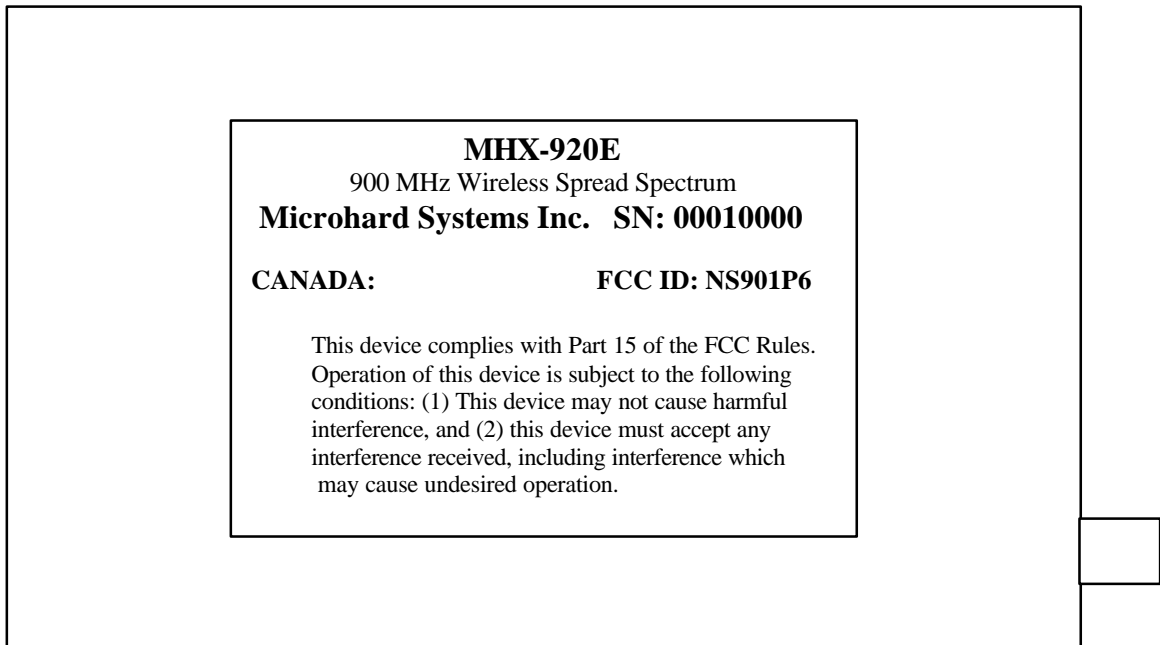 MHX-920E
900 MHz Wireless Spread Spectrum
Microhard Systems Inc. SN: 00010000
CANADA: FCC ID: NS901P6
This device complies with Part 15 of the FCC Rules.
Operation of this device is subject to the following
conditions: (1) This device may not cause harmful
interference, and (2) this device must accept any
interference received, including interference which
may cause undesired operation.